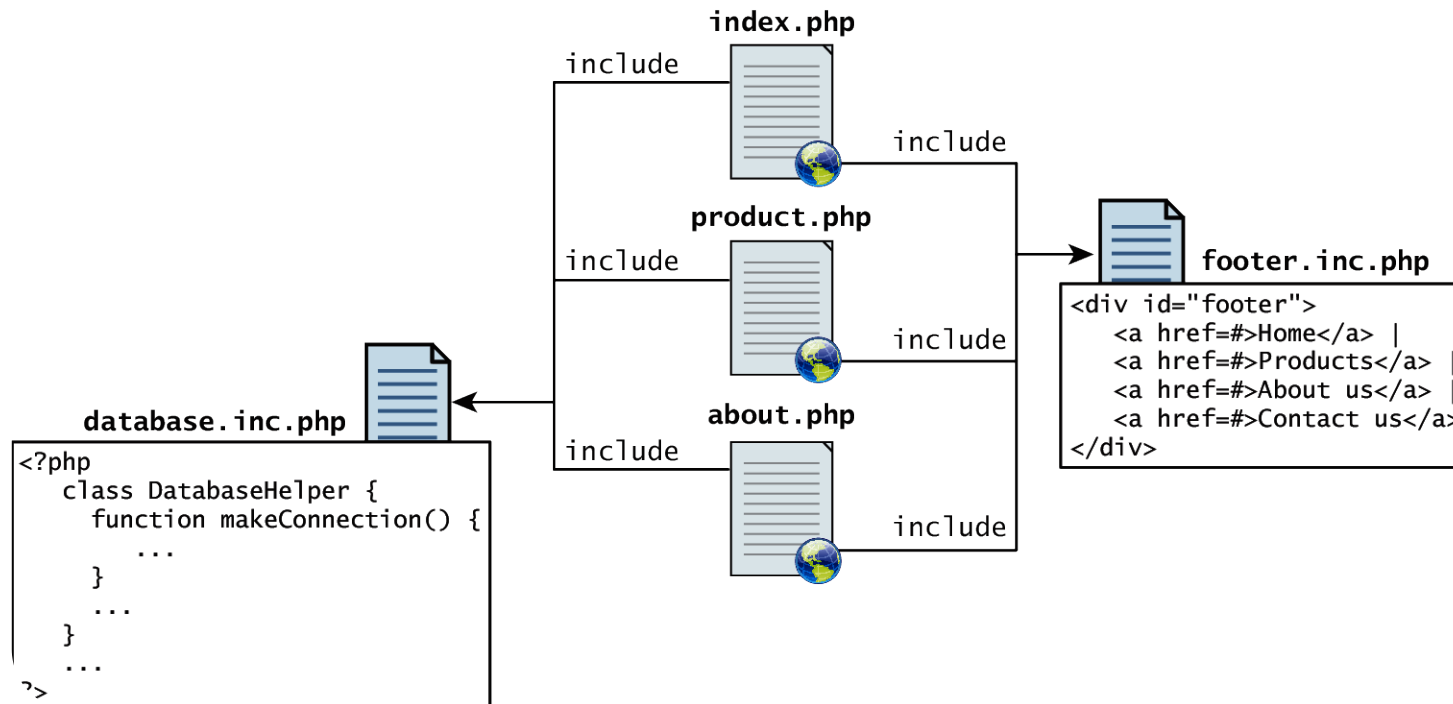 index.php
include
include
product.php
include
include
about.php
include
include
footer.inc.php
<div id="footer">
   <a href=#>Home</a> |
   <a href=#>Products</a> |
   <a href=#>About us</a> |
   <a href=#>Contact us</a>
</div>
database.inc.php
<?php
   class DatabaseHelper {
     function makeConnection() {
        ...
     }
     ...
   }
   ...
?>